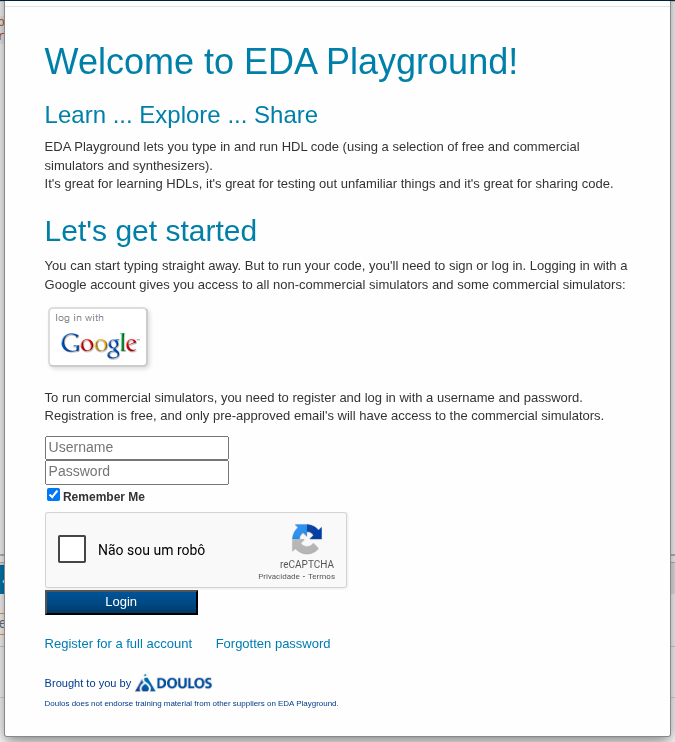 Welcome to EDA Playground!
Learn ... Explore ... Share
EDA Playground lets you type in and run HDL code (using a selection of free and commercial
simulators and synthesizers).
It's great for learning HDLs, it's great for testing out unfamiliar things and it's great for sharing code.
Let's get started
You can start typing straight away. But to run your code, you'll need to sign or log in. Logging in with a
Google account gives you access to all non-commercial simulators and some commercial simulators:
log in with
Google
To run commercial simulators, you need to register and log in with a username and password.
Registration is free, and only pre-approved email's will have access to the commercial simulators.
Username
Password
Remember Me
Não sou um robô
reCAPTCHA
Privacidade - Termos
Login
Register for a full account Forgotten password
Brought to you by DOULOS
Doulos does not endorse training material from other suppliers on EDA Playground.